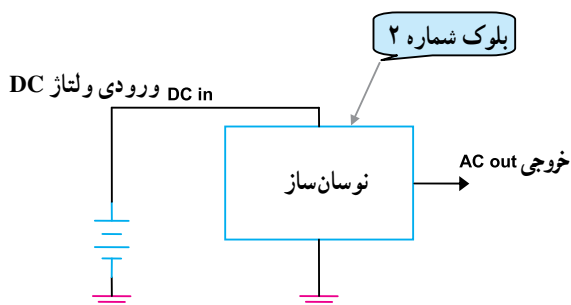 بلوک شماره ۲
ورودی ولتاژ DC
DC in
نوسان‌ساز
خروجی AC out